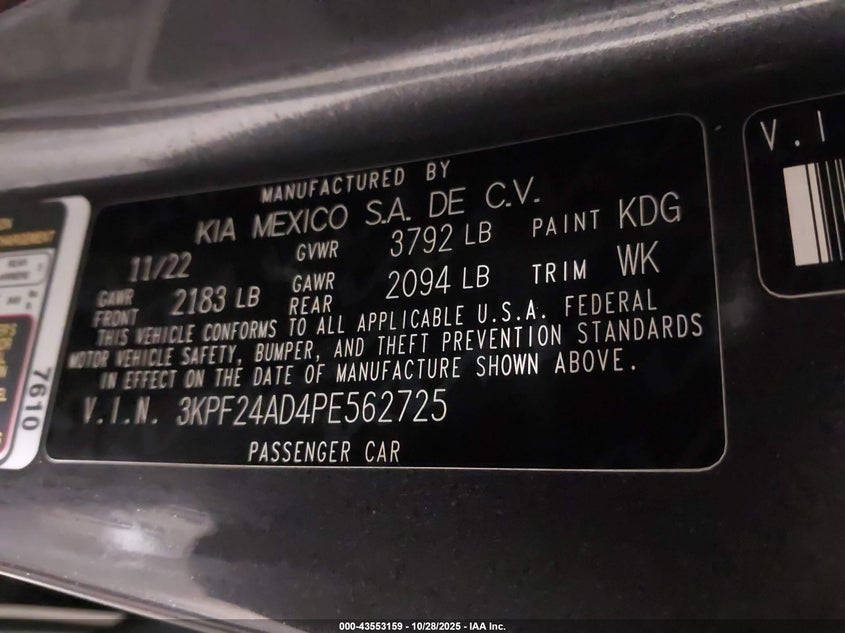 MANUFACTURED BY
KIA MEXICO S.A. DE C.V.
11/22 GVWR 3792 LB PAINT KDG
GAWR FRONT 2183 LB GAWR REAR 2094 LB TRIM WK
THIS VEHICLE CONFORMS TO ALL APPLICABLE U.S.A. FEDERAL
MOTOR VEHICLE SAFETY, BUMPER, AND THEFT PREVENTION STANDARDS
IN EFFECT ON THE DATE OF MANUFACTURE SHOWN ABOVE.
V.I.N. 3KPF24AD4PE562725
PASSENGER CAR
V.I
7610
000-43553159 - 10/28/2025 - IAA Inc.